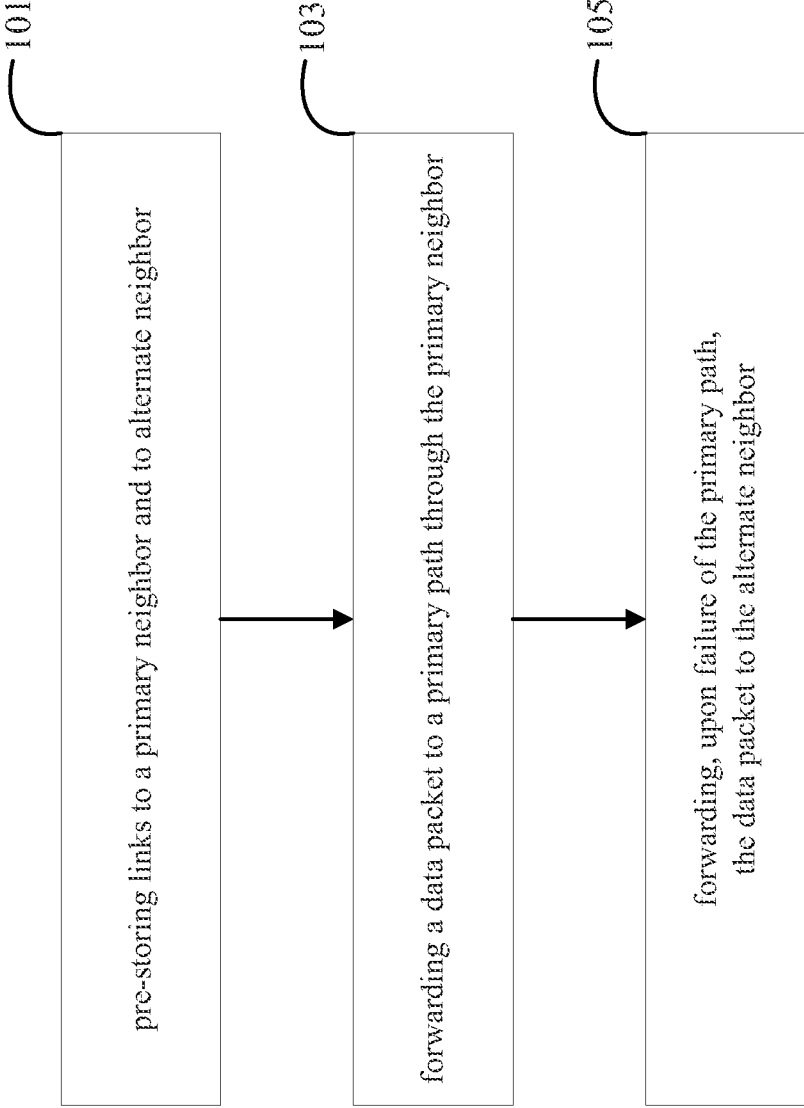 101
pre-storing links to a primary neighbor and to alternate neighbor
103
forwarding a data packet to a primary path through the primary neighbor
105
forwarding, upon failure of the primary path,
the data packet to the alternate neighbor